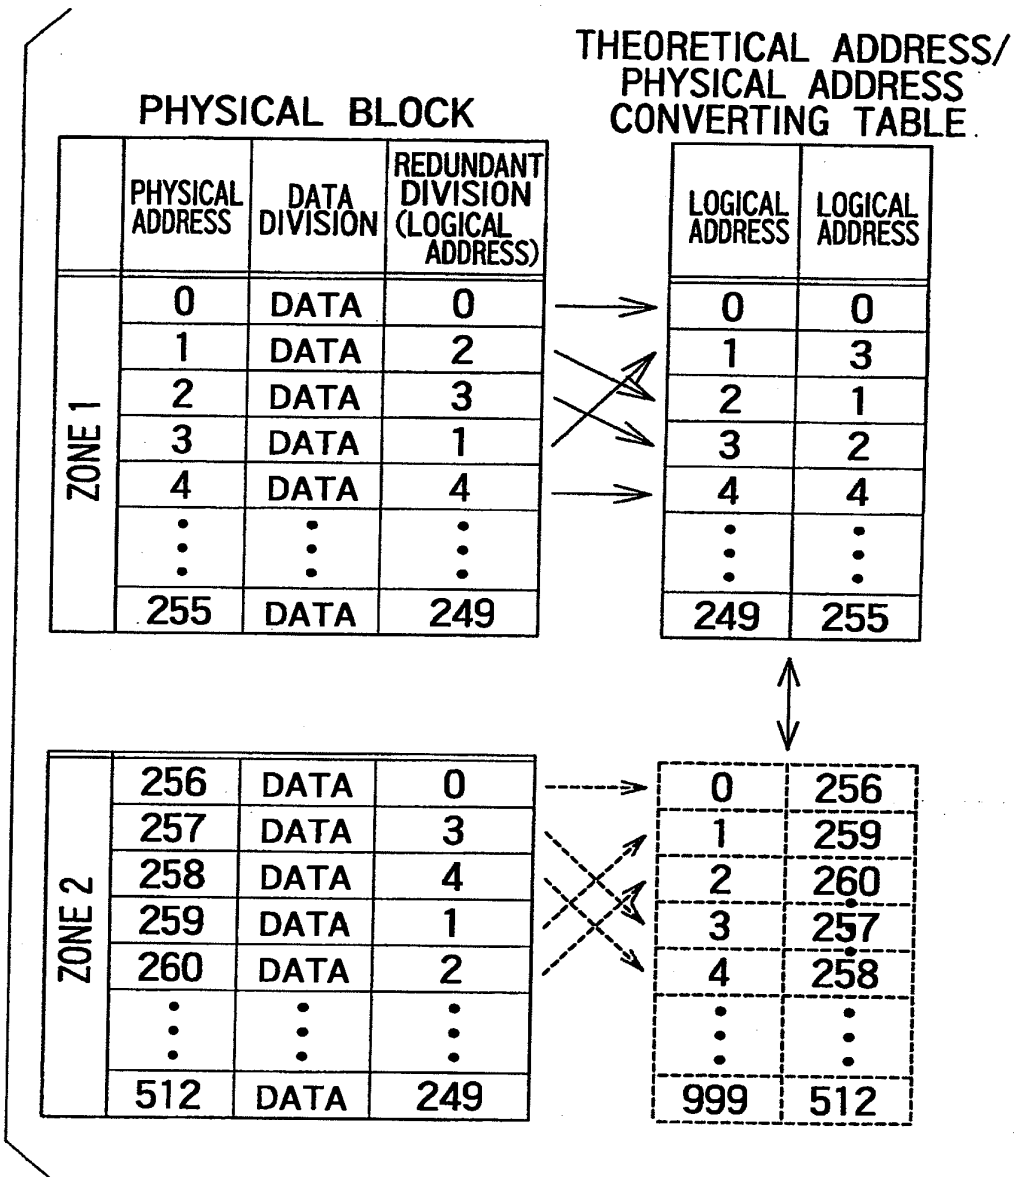 THEORETICAL ADDRESS/
PHYSICAL ADDRESS
CONVERTING TABLE
PHYSICAL BLOCK
PHYSICAL ADDRESS DATA DIVISION REDUNDANT DIVISION (LOGICAL ADDRESS)
ZONE 1
0 DATA 0
1 DATA 2
2 DATA 3
3 DATA 1
4 DATA 4
255 DATA 249
LOGICAL ADDRESS LOGICAL ADDRESS
0 0
1 3
2 1
3 2
4 4
249 255
ZONE 2
256 DATA 0
257 DATA 3
258 DATA 4
259 DATA 1
260 DATA 2
512 DATA 249
0 256
1 259
2 260
3 257
4 258
999 512